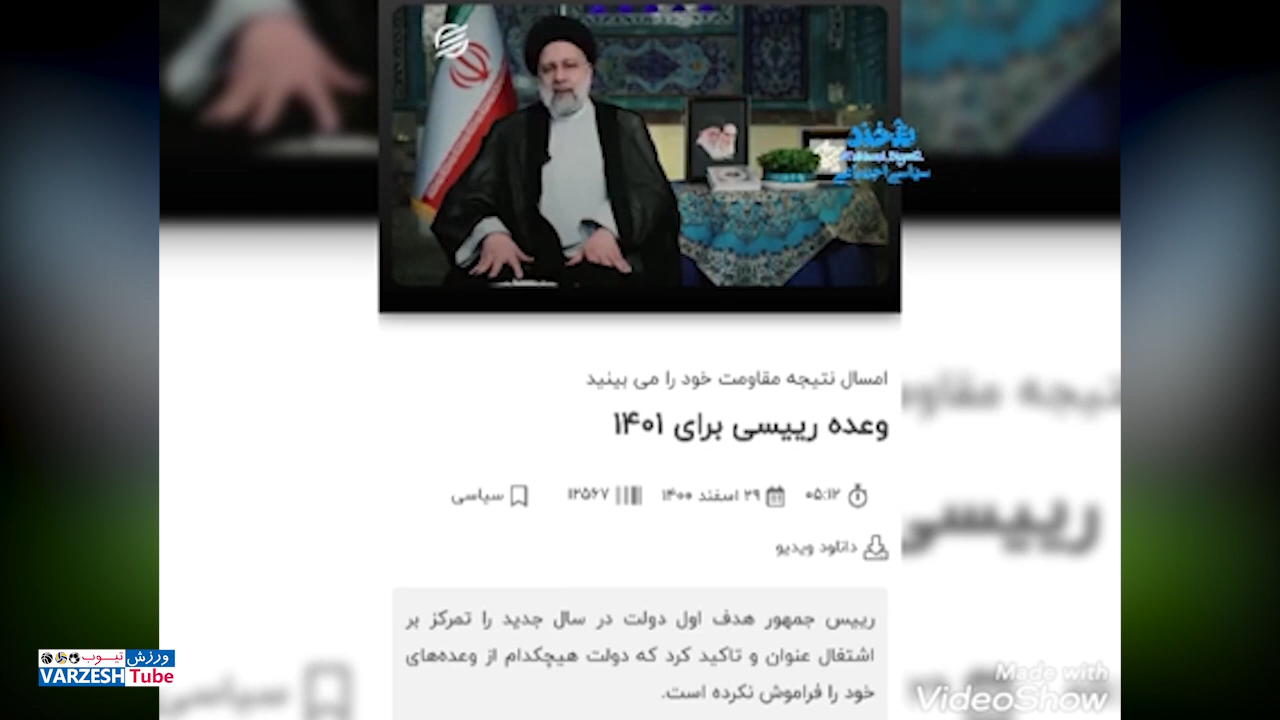 امسال نتیجه مقاومت خود را می بینید
وعده رییسی برای ۱۴۰۱
۰۵:۱۲ ۲۹ اسفند ۱۴۰۰ ۱۱۲۵۶۷ سیاسی
دانلود ویدیو
رییس جمهور هدف اول دولت در سال جدید را تمرکز بر
اشتغال عنوان و تاکید کرد که دولت هیچکدام از وعده‌های
خود را فراموش نکرده است.
ورزش تیوب
VARZESH Tube
Made with
VideoShow